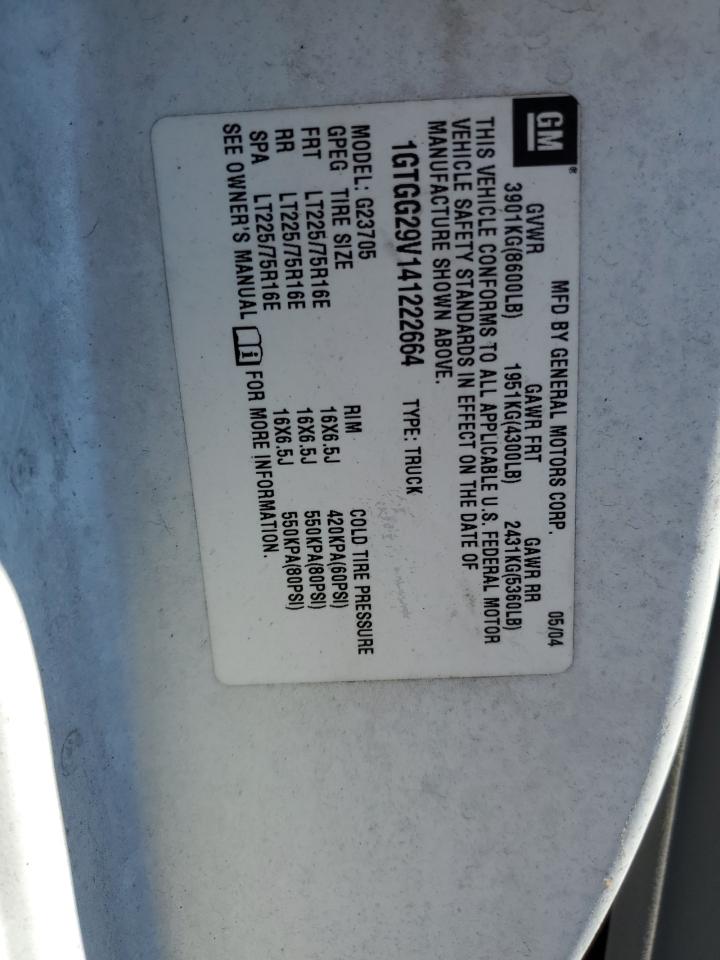 GM ®
MFD BY GENERAL MOTORS CORP. 05/04
GVWR GAWR FRT GAWR RR
3901KG(8600LB) 1951KG(4300LB) 2431KG(5360LB)
THIS VEHICLE CONFORMS TO ALL APPLICABLE U.S. FEDERAL MOTOR
VEHICLE SAFETY STANDARDS IN EFFECT ON THE DATE OF
MANUFACTURE SHOWN ABOVE.
1GTGG29V141222664 TYPE: TRUCK
MODEL: G23705
GPEG TIRE SIZE RIM COLD TIRE PRESSURE
FRT LT225/75R16E 16X6.5J 420KPA(60PSI)
RR LT225/75R16E 16X6.5J 550KPA(80PSI)
SPA LT225/75R16E 16X6.5J 550KPA(80PSI)
SEE OWNER'S MANUAL FOR MORE INFORMATION.